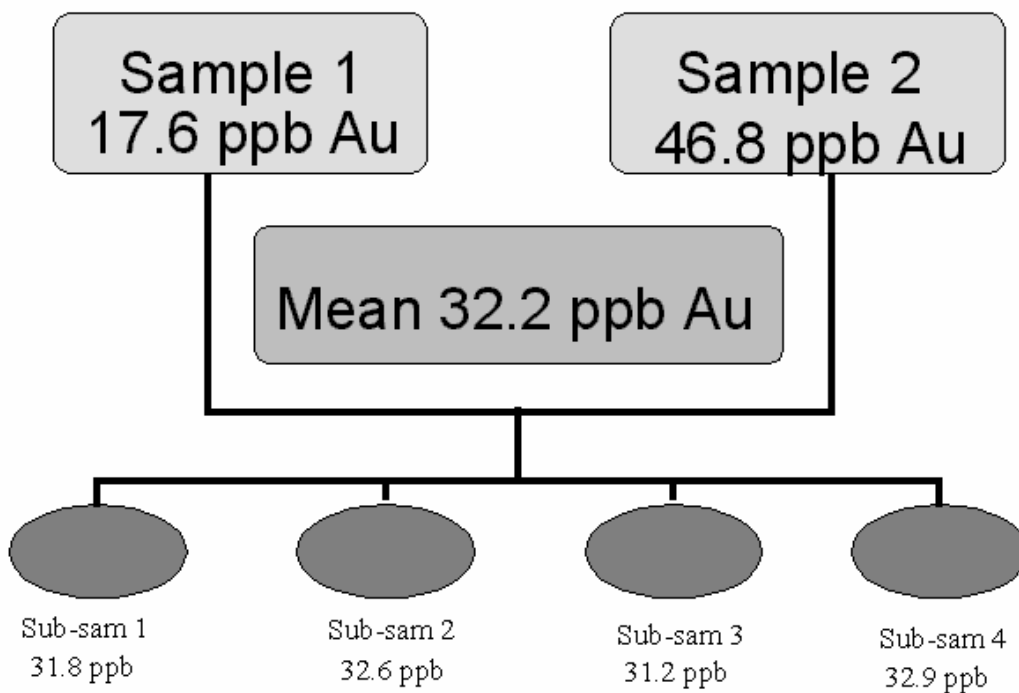 Sample 1
17.6 ppb Au
Sample 2
46.8 ppb Au
Mean 32.2 ppb Au
Sub-sam 1
31.8 ppb
Sub-sam 2
32.6 ppb
Sub-sam 3
31.2 ppb
Sub-sam 4
32.9 ppb